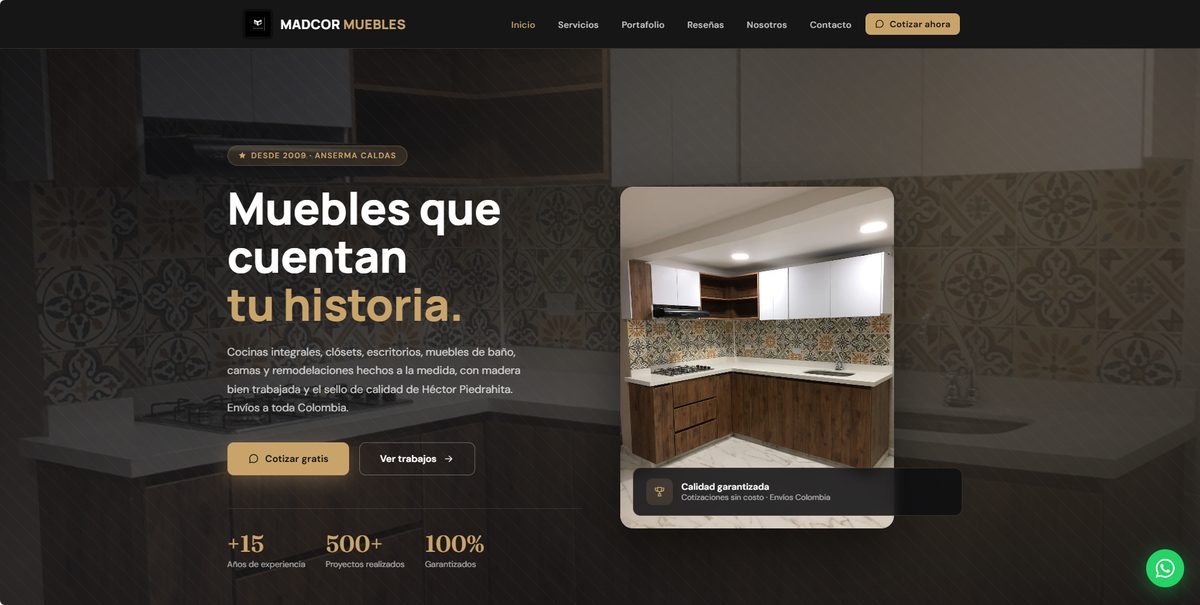 MADCOR MUEBLES
Inicio
Servicios
Portafolio
Reseñas
Nosotros
Contacto
Cotizar ahora
DESDE 2009 · ANSERMA CALDAS
Muebles que
cuentan
tu historia.
Cocinas integrales, clósets, escritorios, muebles de baño,
camas y remodelaciones hechos a la medida, con madera
bien trabajada y el sello de calidad de Héctor Piedrahita.
Envíos a toda Colombia.
Cotizar gratis
Ver trabajos →
Calidad garantizada
Cotizaciones sin costo · Envíos Colombia
+15
Años de experiencia
500+
Proyectos realizados
100%
Garantizados